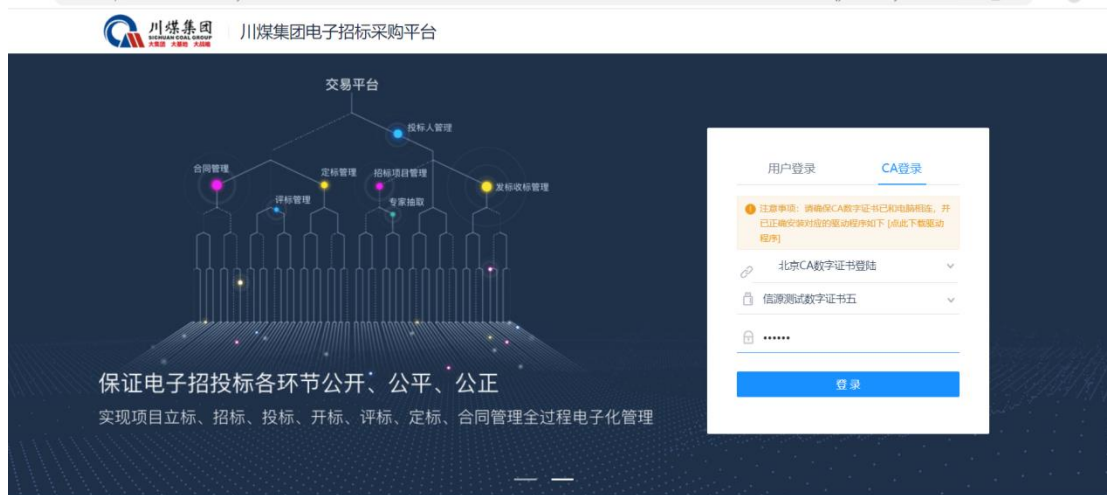 川煤集团
SICHUAN COAL GROUP
大集团 大基地 大战略
川煤集团电子招标采购平台
交易平台
投标人管理
合同管理
定标管理
招标项目管理
发标收标管理
评标管理
专家抽取
保证电子招投标各环节公开、公平、公正
实现项目立标、招标、投标、开标、评标、定标、合同管理全过程电子化管理
用户登录
CA登录
注意事项：请确保CA数字证书已和电脑相连，并
已正确安装对应的驱动程序如下 [点此下载驱动
程序]
北京CA数字证书登陆
信源测试数字证书五
••••••
登 录